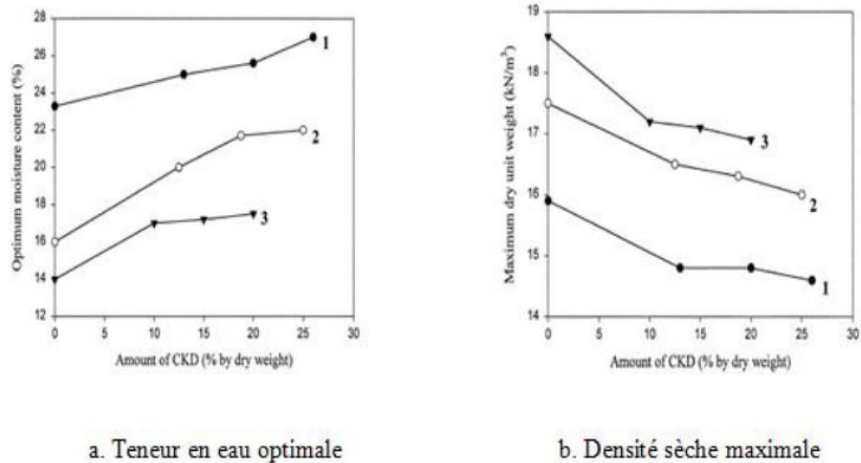 28
26
24
22
20
18
16
14
12
Optimum moisture content (%)
1
2
3
0 5 10 15 20 25 30
Amount of CKD (% by dry weight)
a. Teneur en eau optimale
19
18
17
16
15
14
Maximum dry unit weight (kN/m³)
3
2
1
0 5 10 15 20 25 30
Amount of CKD (% by dry weight)
b. Densité sèche maximale